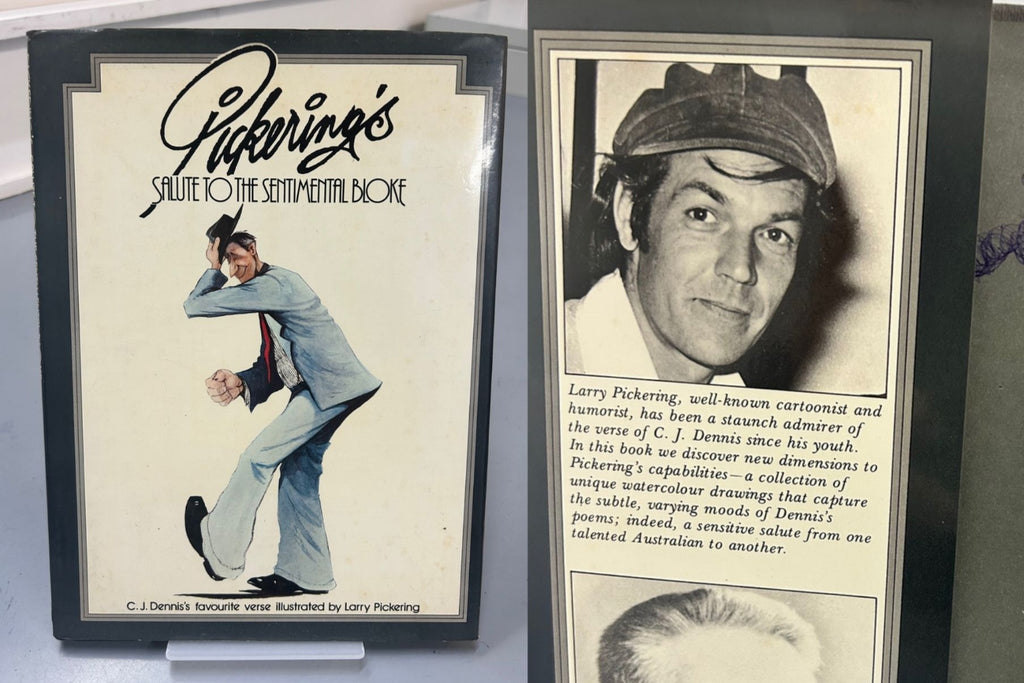 Pickering's
SALUTE TO THE SENTIMENTAL BLOKE
C.J. Dennis's favourite verse illustrated by Larry Pickering
Larry Pickering, well-known cartoonist and
humorist, has been a staunch admirer of
the verse of C. J. Dennis since his youth.
In this book we discover new dimensions to
Pickering's capabilities—a collection of
unique watercolour drawings that capture
the subtle, varying moods of Dennis's
poems; indeed, a sensitive salute from one
talented Australian to another.